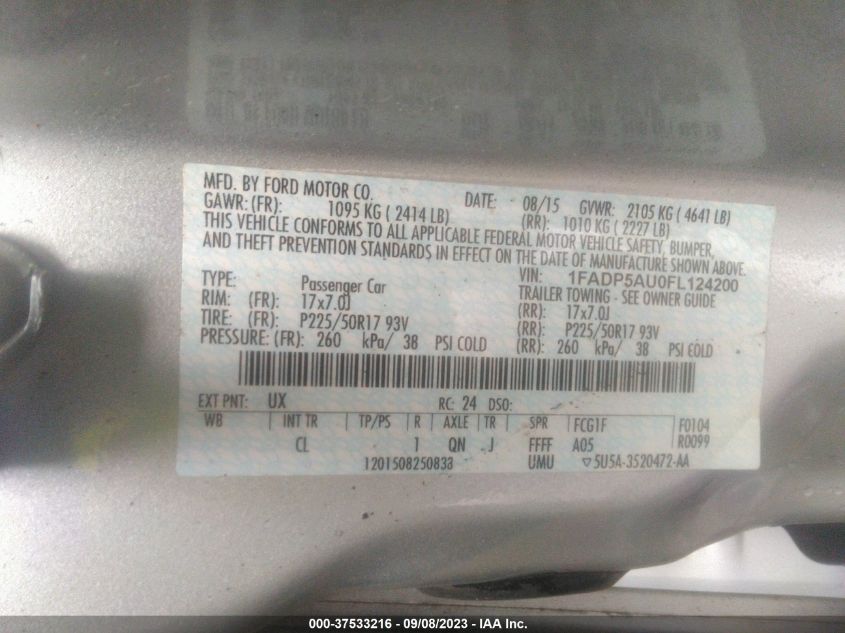 MFD. BY FORD MOTOR CO. DATE: 08/15 GVWR: 2105 KG ( 4641 LB)
GAWR: (FR): 1095 KG ( 2414 LB) (RR): 1010 KG ( 2227 LB)
THIS VEHICLE CONFORMS TO ALL APPLICABLE FEDERAL MOTOR VEHICLE SAFETY, BUMPER,
AND THEFT PREVENTION STANDARDS IN EFFECT ON THE DATE OF MANUFACTURE SHOWN ABOVE.
VIN: 1FADP5AU0FL124200
TYPE: Passenger Car TRAILER TOWING - SEE OWNER GUIDE
RIM: (FR): 17x7.0J (RR): 17x7.0J
TIRE: (FR): P225/50R17 93V (RR): P225/50R17 93V
PRESSURE: (FR): 260 kPa/ 38 PSI COLD (RR): 260 kPa/ 38 PSI COLD
EXT PNT: UX RC: 24 DSO:
WB INT TR TP/PS R AXLE TR SPR FCG1F F0104
CL 1 QN J FFFF A05 R0099
1201508250833 UMU ▽5U5A-3520472-AA
000-37533216 - 09/08/2023 - IAA Inc.